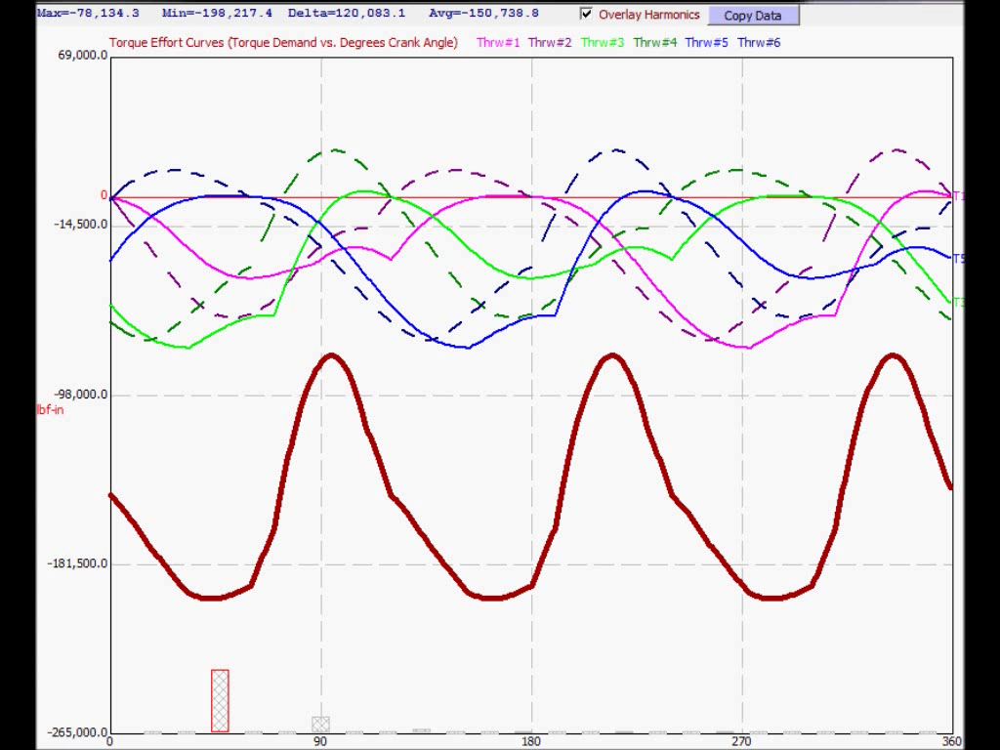 Max=-78,134.3 Min=-198,217.4 Delta=120,083.1 Avg=-150,738.8 Overlay Harmonics Copy Data
Torque Effort Curves (Torque Demand vs. Degrees Crank Angle) Thrw#1 Thrw#2 Thrw#3 Thrw#4 Thrw#5 Thrw#6
69,000.0
0
T1
-14,500.0
T5
T3
-98,000.0
lbf-in
-181,500.0
-265,000.0
0 90 180 270 360